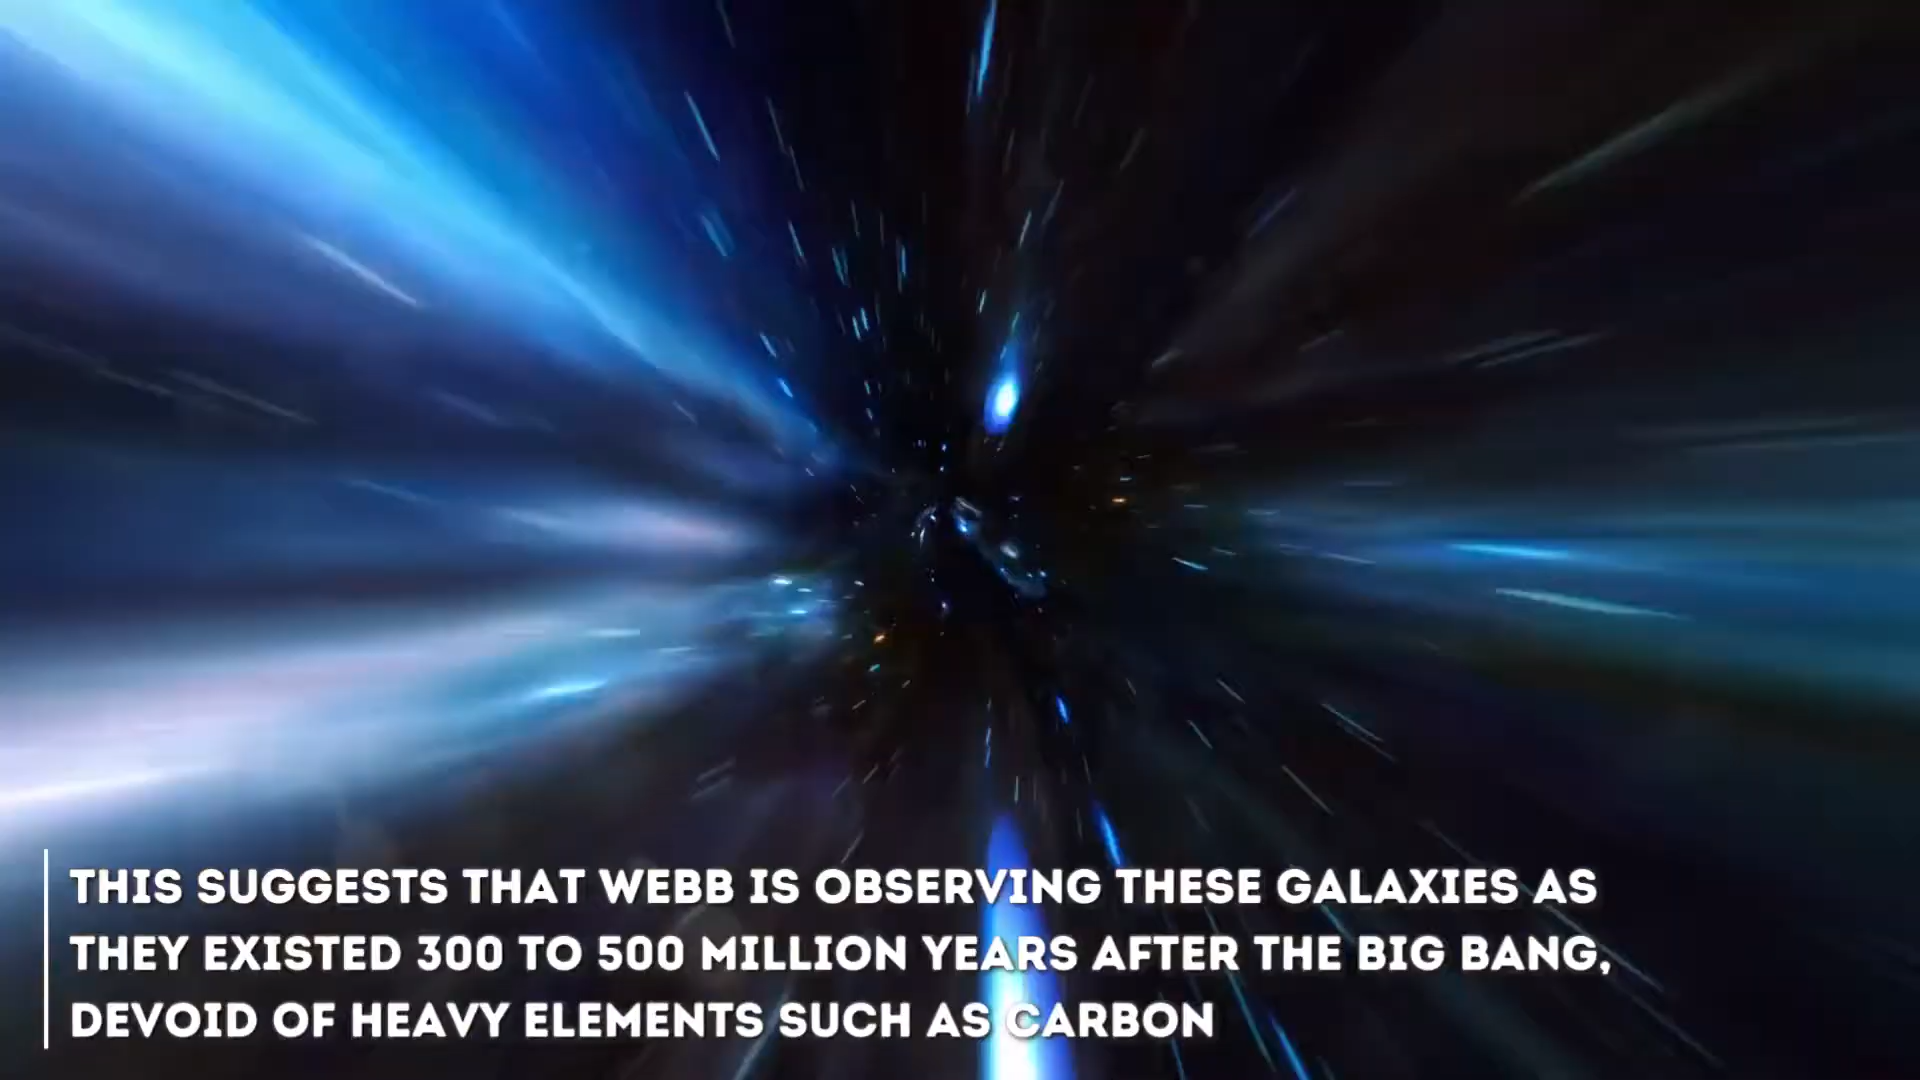 THIS SUGGESTS THAT WEBB IS OBSERVING THESE GALAXIES AS
THEY EXISTED 300 TO 500 MILLION YEARS AFTER THE BIG BANG,
DEVOID OF HEAVY ELEMENTS SUCH AS CARBON